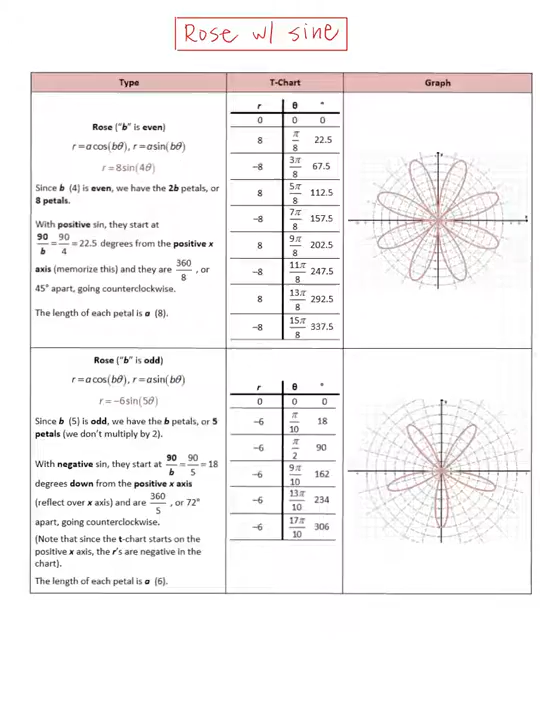 Rose w/ sine
Type T-Chart Graph
Rose ("b" is even)
r = a cos(bθ), r = a sin(bθ)
r = 8 sin(4θ)
Since b (4) is even, we have the 2b petals, or
8 petals.
With positive sin, they start at
90/b = 90/4 = 22.5 degrees from the positive x
axis (memorize this) and they are 360/8, or
45° apart, going counterclockwise.
The length of each petal is a (8).
r θ °
0 0 0
8 π/8 22.5
-8 3π/8 67.5
8 5π/8 112.5
-8 7π/8 157.5
8 9π/8 202.5
-8 11π/8 247.5
8 13π/8 292.5
-8 15π/8 337.5
Rose ("b" is odd)
r = a cos(bθ), r = a sin(bθ)
r = -6 sin(5θ)
Since b (5) is odd, we have the b petals, or 5
petals (we don't multiply by 2).
With negative sin, they start at 90/b = 90/5 = 18
degrees down from the positive x axis
(reflect over x axis) and are 360/5, or 72°
apart, going counterclockwise.
(Note that since the t-chart starts on the
positive x axis, the r's are negative in the
chart).
The length of each petal is a (6).
r θ °
0 0 0
-6 π/10 18
-6 π/2 90
-6 9π/10 162
-6 13π/10 234
-6 17π/10 306